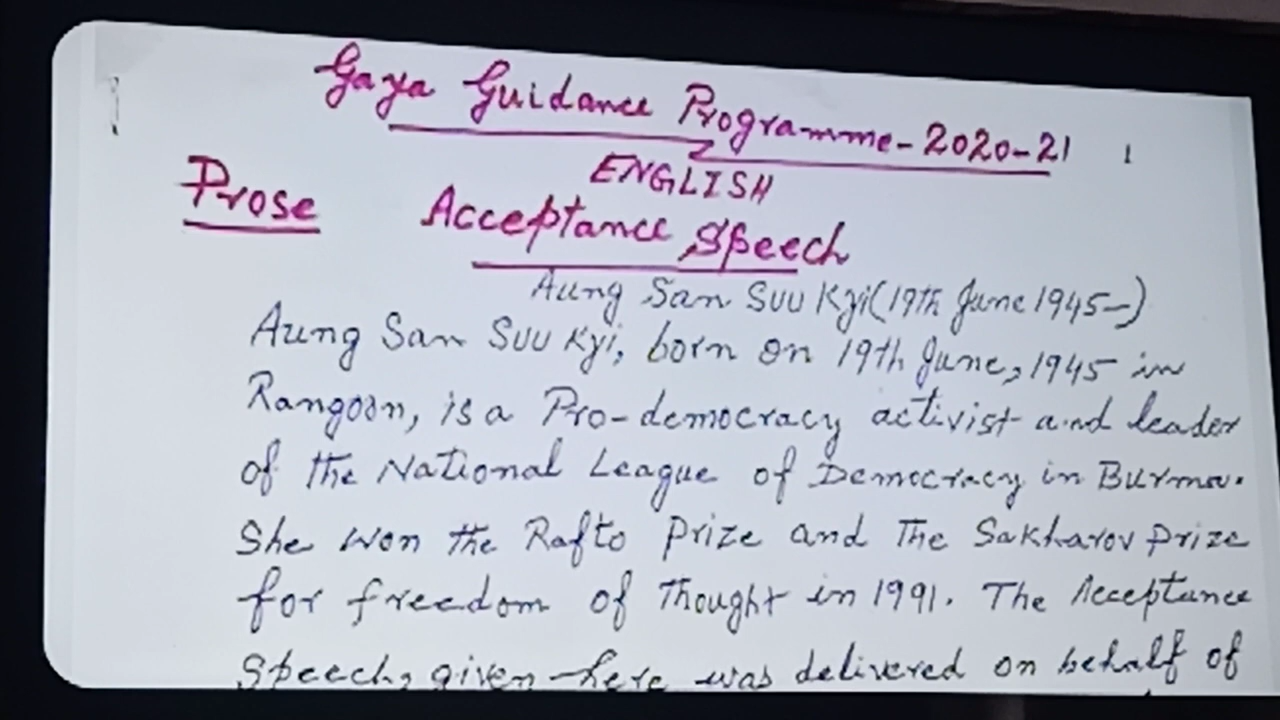 Gaya Guidance Programme-2020-21 1
ENGLISH
Prose Acceptance Speech
Aung San Suu Kyi (19th June 1945-)
Aung San Suu Kyi, born on 19th June, 1945 in
Rangoon, is a Pro-democracy activist and leader
of the National League of Democracy in Burma.
She won the Rafto Prize and The Sakharov Prize
for freedom of Thought in 1991. The Acceptance
Speech, given here was delivered on behalf of